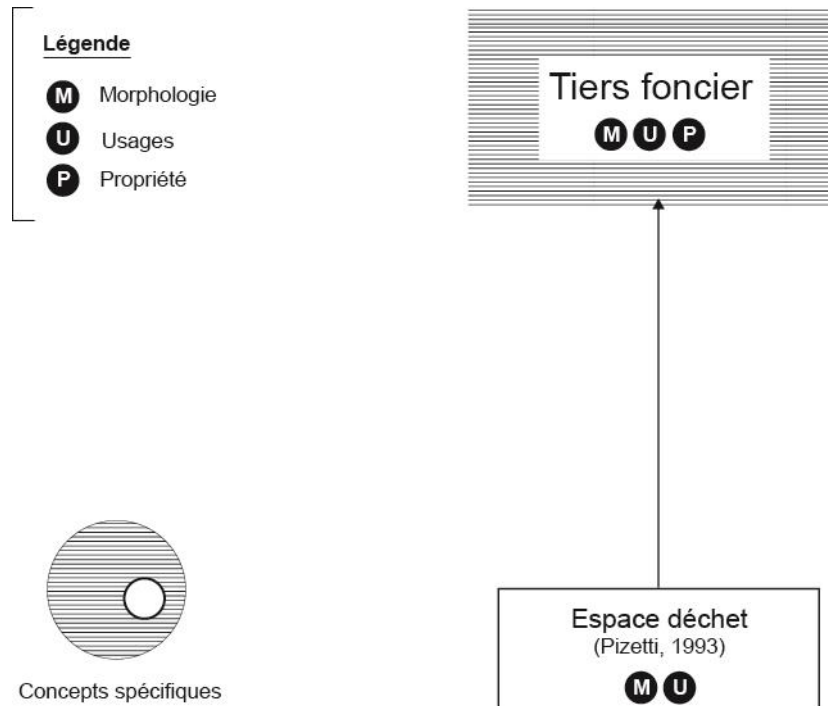 Légende
M Morphologie
U Usages
P Propriété
Tiers foncier
M U P
Espace déchet
(Pizetti, 1993)
M U
Concepts spécifiques